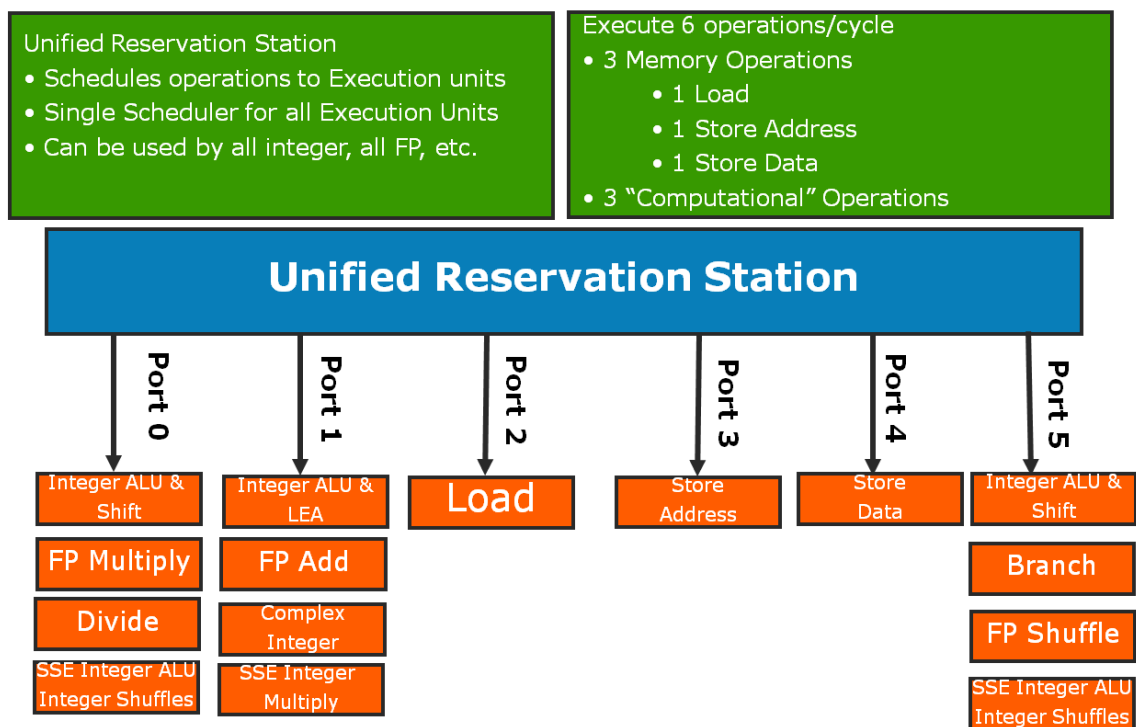 Unified Reservation Station
• Schedules operations to Execution units
• Single Scheduler for all Execution Units
• Can be used by all integer, all FP, etc.
Execute 6 operations/cycle
• 3 Memory Operations
• 1 Load
• 1 Store Address
• 1 Store Data
• 3 “Computational” Operations
Unified Reservation Station
Port 0
Port 1
Port 2
Port 3
Port 4
Port 5
Integer ALU &
Shift
FP Multiply
Divide
SSE Integer ALU
Integer Shuffles
Integer ALU &
LEA
FP Add
Complex
Integer
SSE Integer
Multiply
Load
Store
Address
Store
Data
Integer ALU &
Shift
Branch
FP Shuffle
SSE Integer ALU
Integer Shuffles